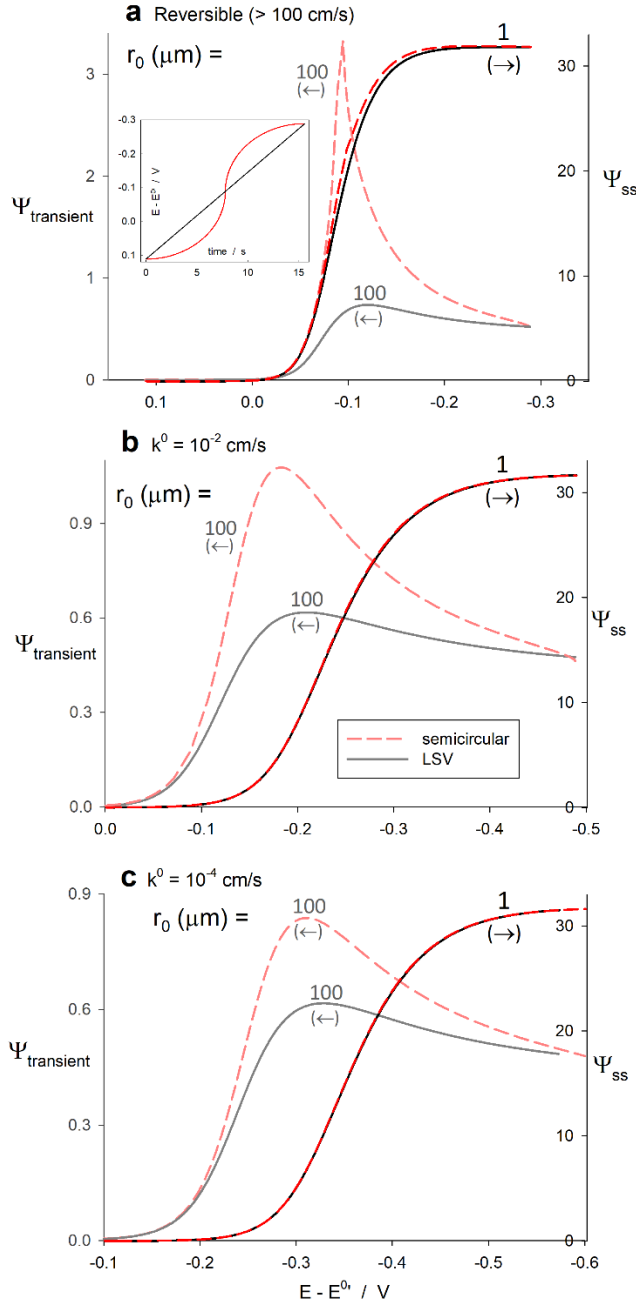 a Reversible (> 100 cm/s)
r0 (μm) =
1
(→)
100
(←)
100
(←)
Ψtransient
Ψss
3
2
1
0
30
20
10
0
0.1 0.0 -0.1 -0.2 -0.3
E - E0' / V
-0.3
-0.2
-0.1
0.0
0.1
time / s
0 5 10 15
b k0 = 10-2 cm/s
r0 (μm) =
1
(→)
100
(←)
100
(←)
Ψtransient
Ψss
0.9
0.6
0.3
0.0
30
20
10
0
semicircular
LSV
0.0 -0.1 -0.2 -0.3 -0.4 -0.5
c k0 = 10-4 cm/s
r0 (μm) =
1
(→)
100
(←)
100
(←)
Ψtransient
Ψss
0.9
0.6
0.3
0.0
30
20
10
0
-0.1 -0.2 -0.3 -0.4 -0.5 -0.6
E - E0' / V